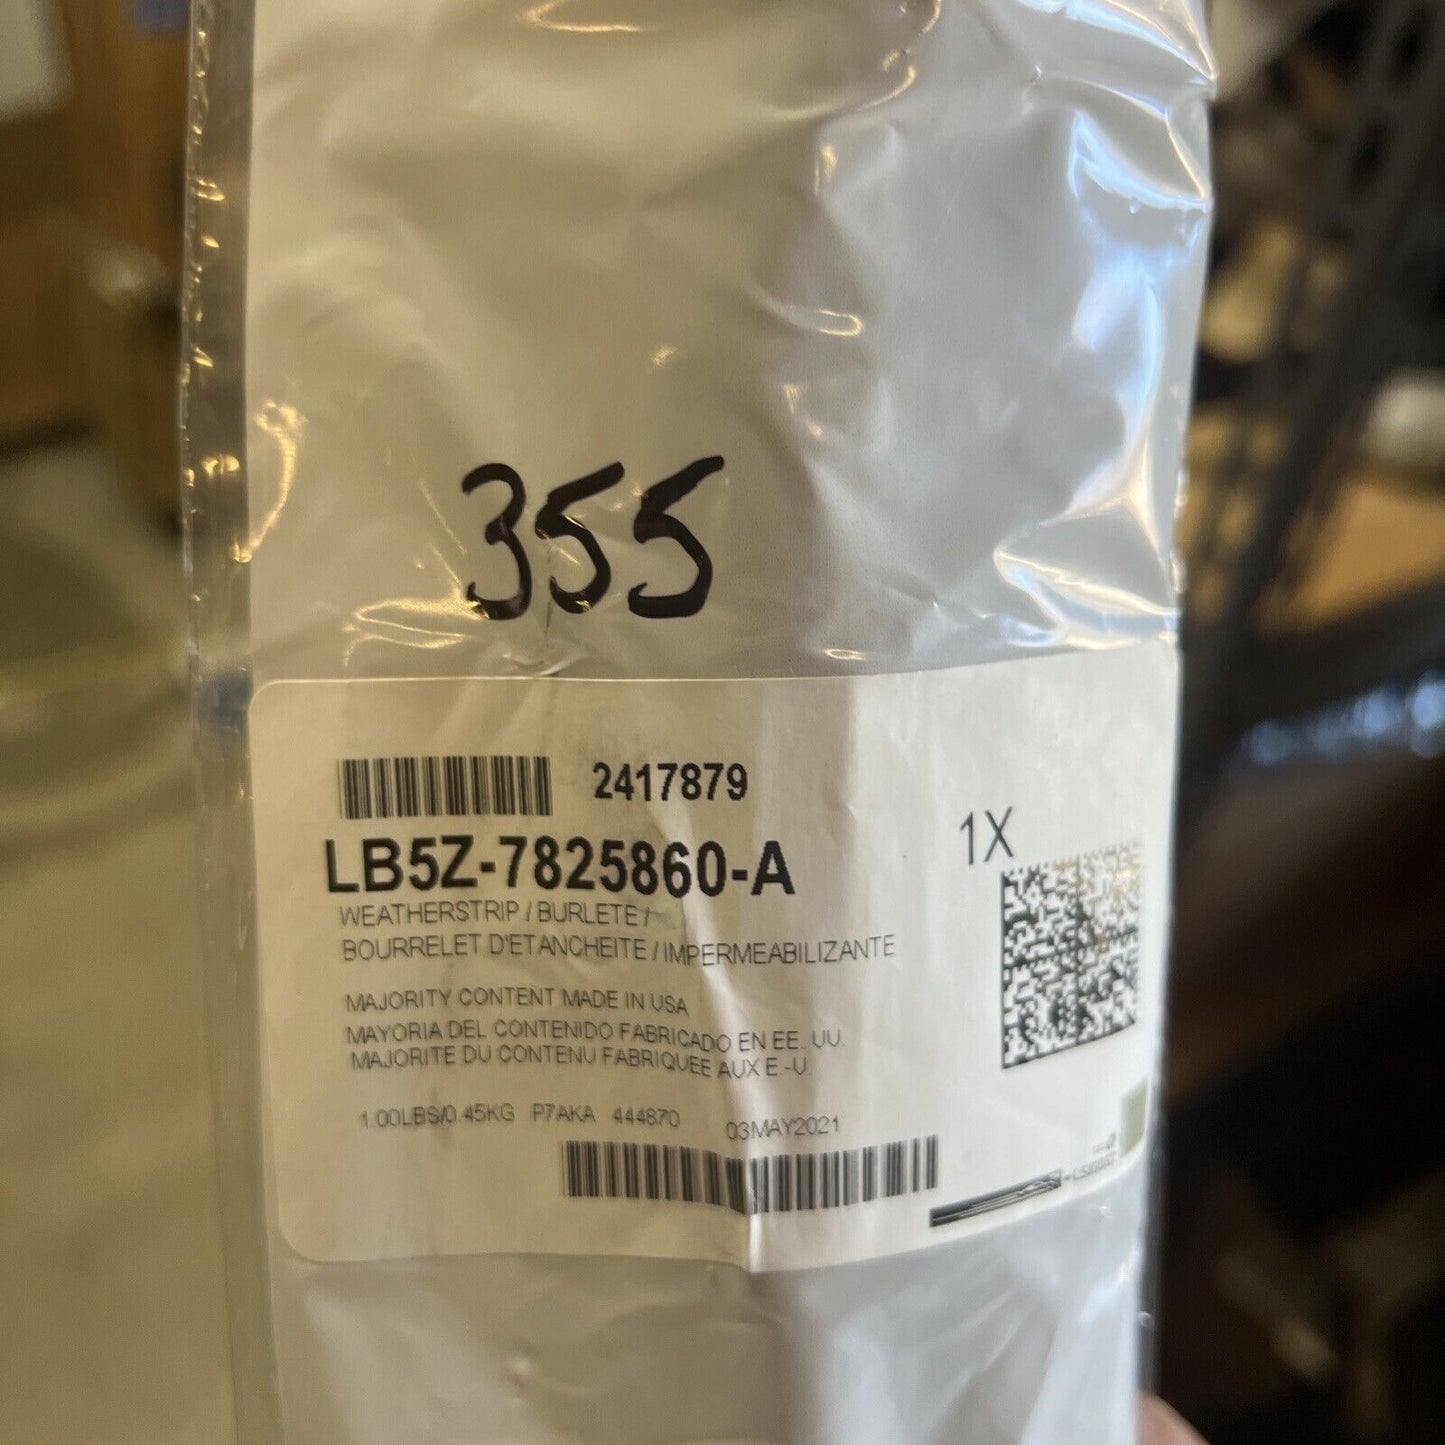 355
2417879
LB5Z-7825860-A
1X
WEATHERSTRIP / BURLETE /
BOURRELET D'ETANCHEITE / IMPERMEABILIZANTE
MAJORITY CONTENT MADE IN USA
MAYORIA DEL CONTENIDO FABRICADO EN EE. UU.
MAJORITE DU CONTENU FABRIQUEE AUX E.-U.
1.00LBS/0.45KG P7AKA 444870 03MAY2021